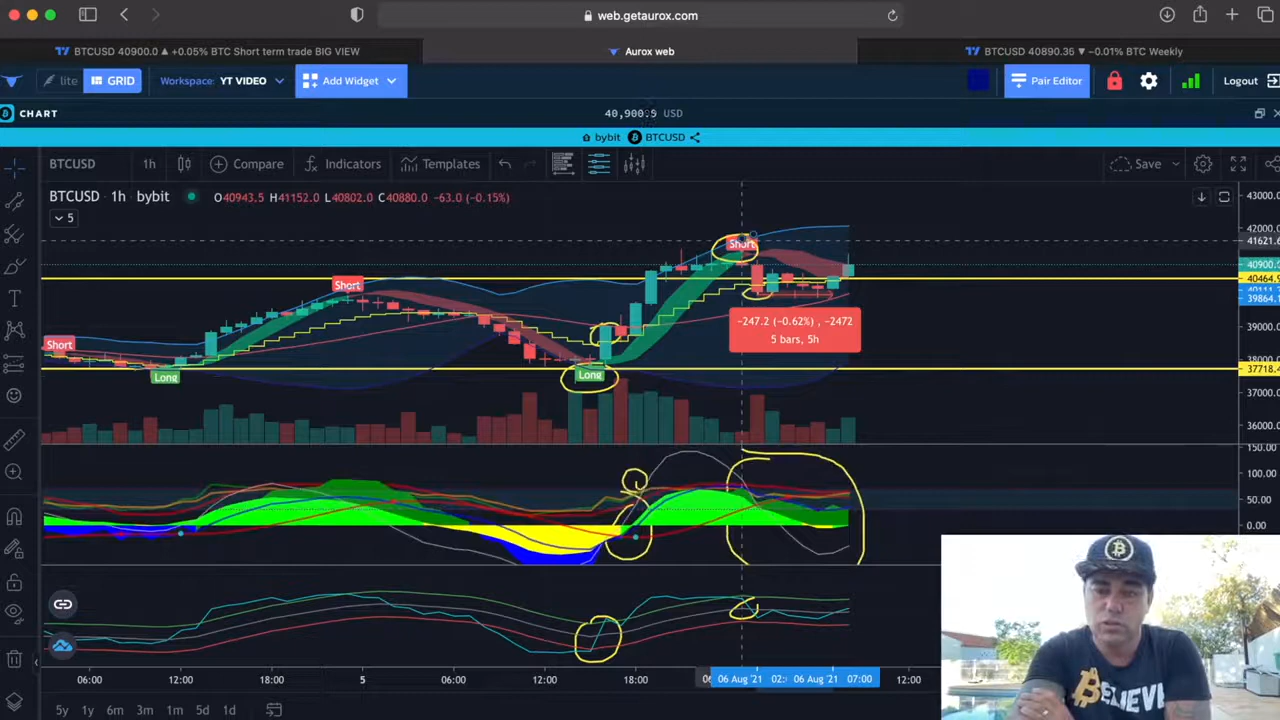 web.getaurox.com
BTCUSD 40900.0 ▲ +0.05% BTC Short term trade BIG VIEW
Aurox web
BTCUSD 40890.36 ▼ −0.01% BTC Weekly
lite
GRID
Workspace: YT VIDEO
Add Widget
Pair Editor
Logout
CHART
40,900.5 USD
bybit BTCUSD
BTCUSD 1h Compare Indicators Templates Save
BTCUSD · 1h · bybit O40943.5 H41152.0 L40802.0 C40880.0 -63.0 (-0.15%)
5
43000.0
41621.6
40900.5
40464.9
39864.1
39000.0
38000.0
37718.4
37000.0
36000.0
150.00
100.00
50.00
0.00
Short
Long
Short
Long
Short
-247.2 (-0.62%) , -2472
5 bars, 5h
06:00 12:00 18:00 5 06:00 12:00 18:00 06 Aug '21 02: 06 Aug '21 07:00 12:00
5y 1y 6m 3m 1m 5d 1d
BELIEVE